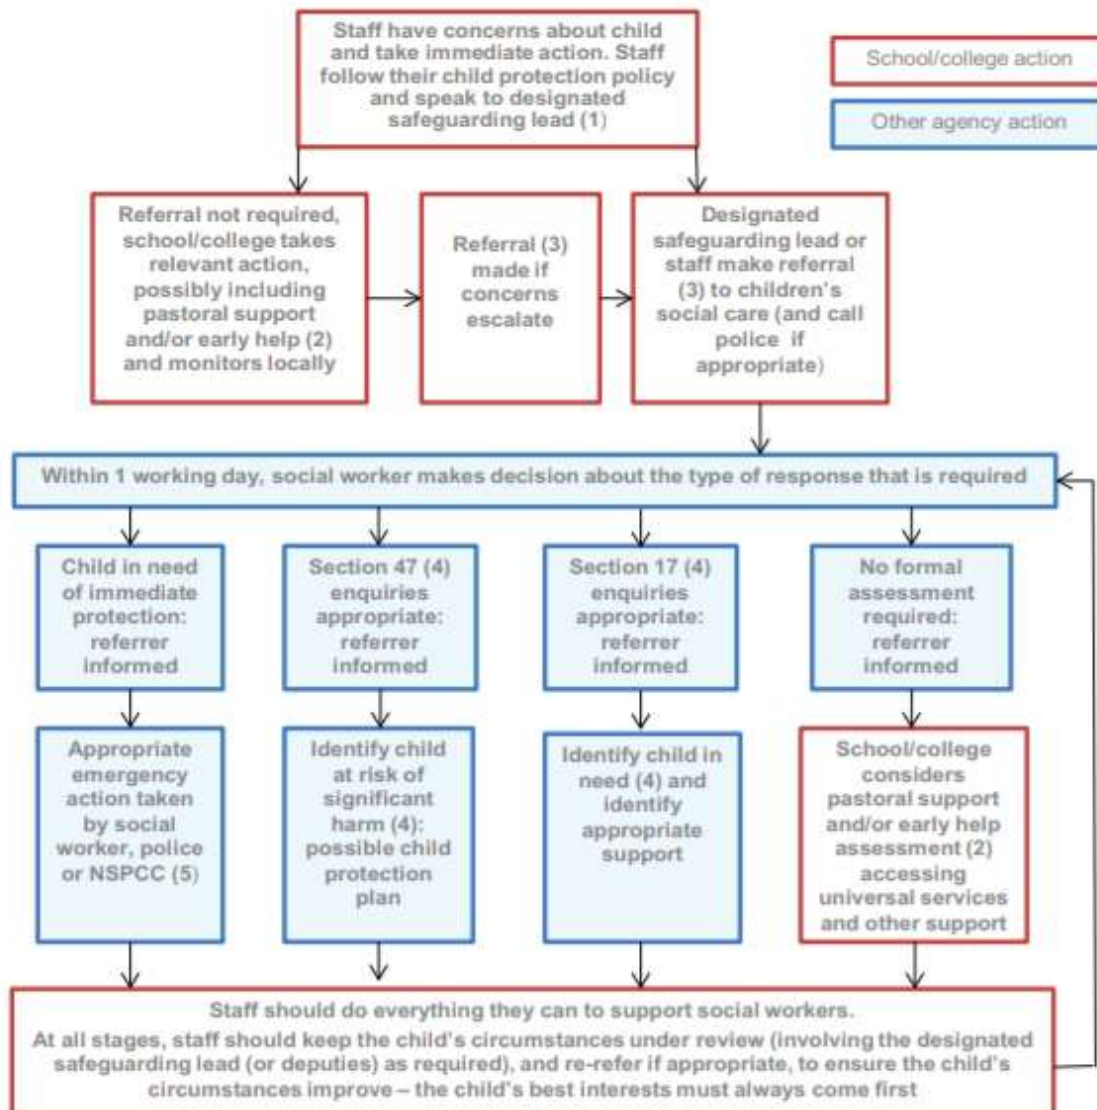 Staff have concerns about child
and take immediate action. Staff
follow their child protection policy
and speak to designated
safeguarding lead (1)
School/college action
Other agency action
Referral not required,
school/college takes
relevant action,
possibly including
pastoral support
and/or early help (2)
and monitors locally
Referral (3)
made if
concerns
escalate
Designated
safeguarding lead or
staff make referral
(3) to children's
social care (and call
police if
appropriate)
Within 1 working day, social worker makes decision about the type of response that is required
Child in need
of immediate
protection:
referrer
informed
Section 47 (4)
enquiries
appropriate:
referrer
informed
Section 17 (4)
enquiries
appropriate:
referrer
informed
No formal
assessment
required:
referrer
informed
Appropriate
emergency
action taken
by social
worker, police
or NSPCC (5)
Identify child
at risk of
significant
harm (4):
possible child
protection
plan
Identify child in
need (4) and
identify
appropriate
support
School/college
considers
pastoral support
and/or early help
assessment (2)
accessing
universal services
and other support
Staff should do everything they can to support social workers.
At all stages, staff should keep the child's circumstances under review (involving the designated
safeguarding lead (or deputies) as required), and re-refer if appropriate, to ensure the child's
circumstances improve – the child's best interests must always come first